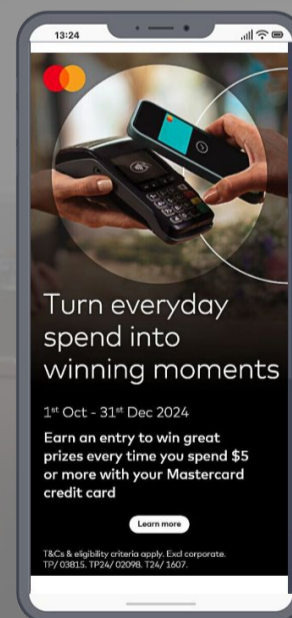 13:24
Turn everyday
spend into
winning moments
1st Oct - 31st Dec 2024
Earn an entry to win great
prizes every time you spend $5
or more with your Mastercard
credit card
Learn more
T&Cs & eligibility criteria apply. Excl corporate.
TP/ 03815. TP24/ 02098. T24/ 1607.